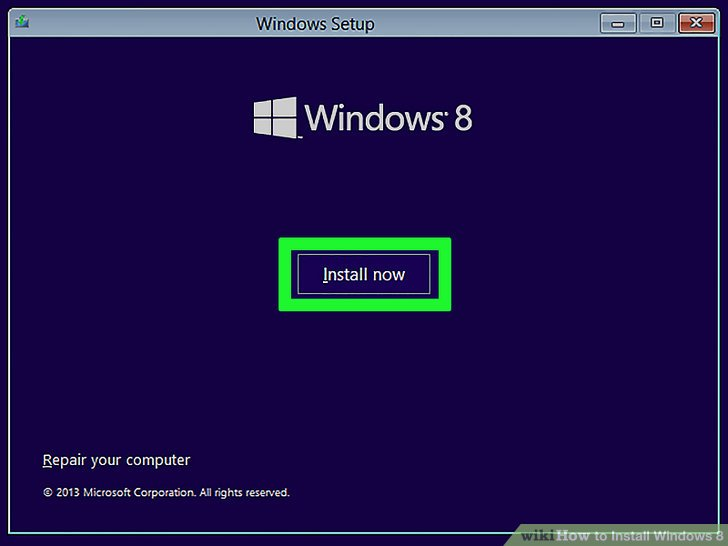 Windows Setup
Windows 8
Install now
Repair your computer
© 2013 Microsoft Corporation. All rights reserved.
wikiHow to Install Windows 8